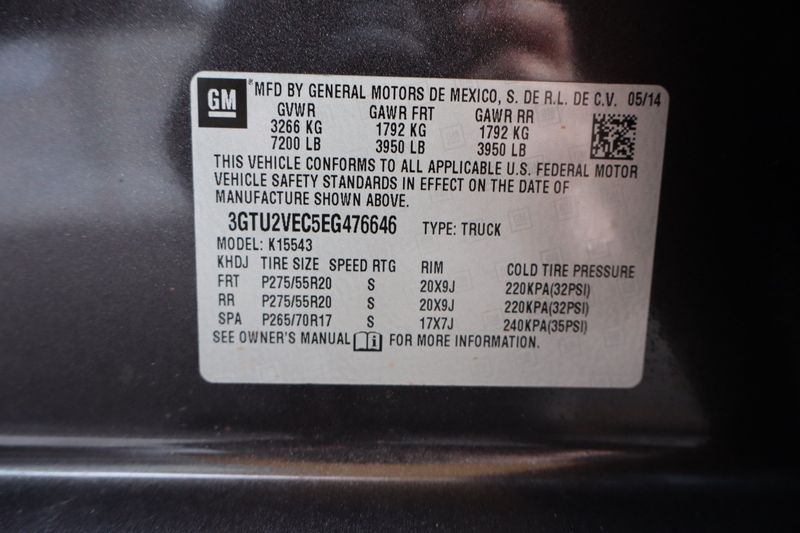 GM
MFD BY GENERAL MOTORS DE MEXICO, S. DE R.L. DE C.V. 05/14
GVWR GAWR FRT GAWR RR
3266 KG 1792 KG 1792 KG
7200 LB 3950 LB 3950 LB
THIS VEHICLE CONFORMS TO ALL APPLICABLE U.S. FEDERAL MOTOR
VEHICLE SAFETY STANDARDS IN EFFECT ON THE DATE OF
MANUFACTURE SHOWN ABOVE.
3GTU2VEC5EG476646 TYPE: TRUCK
MODEL: K15543
KHDJ TIRE SIZE SPEED RTG RIM COLD TIRE PRESSURE
FRT P275/55R20 S 20X9J 220KPA(32PSI)
RR P275/55R20 S 20X9J 220KPA(32PSI)
SPA P265/70R17 S 17X7J 240KPA(35PSI)
SEE OWNER'S MANUAL i FOR MORE INFORMATION.